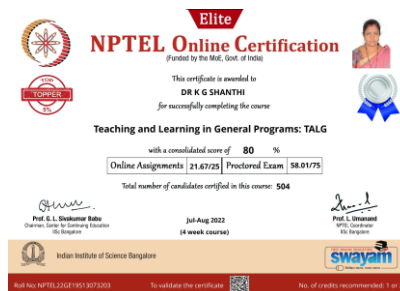 Elite
NPTEL Online Certification
(Funded by the MoE, Govt. of India)
TOPPER
5%
This certificate is awarded to
DR K G SHANTHI
for successfully completing the course
Teaching and Learning in General Programs: TALG
with a consolidated score of 80 %
Online Assignments 21.67/25 Proctored Exam 58.01/75
Total number of candidates certified in this course: 504
Prof. G. L. Sivakumar Babu
Chairman, Center for Continuing Education
IISc Bangalore
Jul-Aug 2022
(4 week course)
Prof. L. Umanand
NPTEL Coordinator
IISc Bangalore
Indian Institute of Science Bangalore
swayam
Roll No: NPTEL22GE19S13073203
To validate the certificate
No. of credits recommended: 1 or